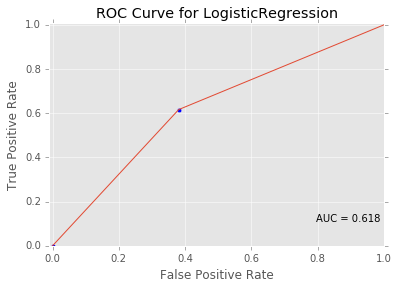 ROC Curve for LogisticRegression
1.0
0.8
0.6
0.4
0.2
0.0
True Positive Rate
AUC = 0.618
0.0 0.2 0.4 0.6 0.8 1.0
False Positive Rate